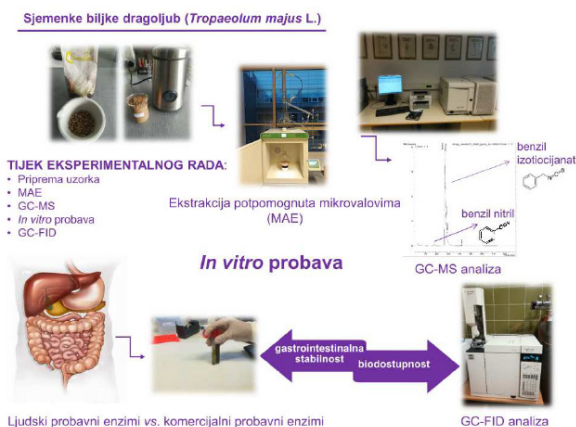 Sjemenke biljke dragoljub (Tropaeolum majus L.)
TIJEK EKSPERIMENTALNOG RADA:
• Priprema uzorka
• MAE
• GC-MS
• In vitro probava
• GC-FID
Ekstrakcija potpomognuta mikrovalovima
(MAE)
benzil
izotiocijanat
benzil nitril
GC-MS analiza
In vitro probava
gastrointestinalna
stabilnost
biodostupnost
Ljudski probavni enzimi vs. komercijalni probavni enzimi
GC-FID analiza